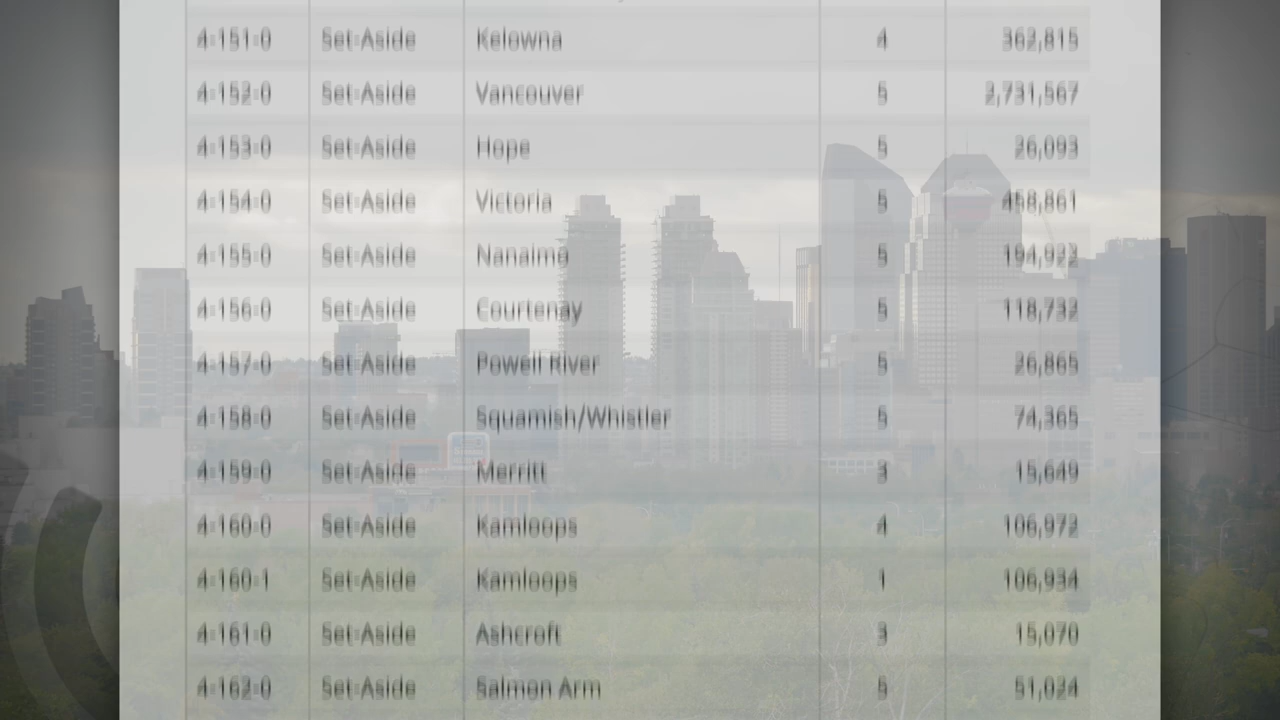 4-151-0 Set-Aside Kelowna 4 362,815
4-152-0 Set-Aside Vancouver 5 2,731,567
4-153-0 Set-Aside Hope 5 26,093
4-154-0 Set-Aside Victoria 5 458,861
4-155-0 Set-Aside Nanaimo 5 194,922
4-156-0 Set-Aside Courtenay 5 118,732
4-157-0 Set-Aside Powell River 5 26,865
4-158-0 Set-Aside Squamish/Whistler 5 74,365
4-159-0 Set-Aside Merritt 3 15,649
4-160-0 Set-Aside Kamloops 4 106,972
4-160-1 Set-Aside Kamloops 1 106,934
4-161-0 Set-Aside Ashcroft 3 15,070
4-162-0 Set-Aside Salmon Arm 5 51,024